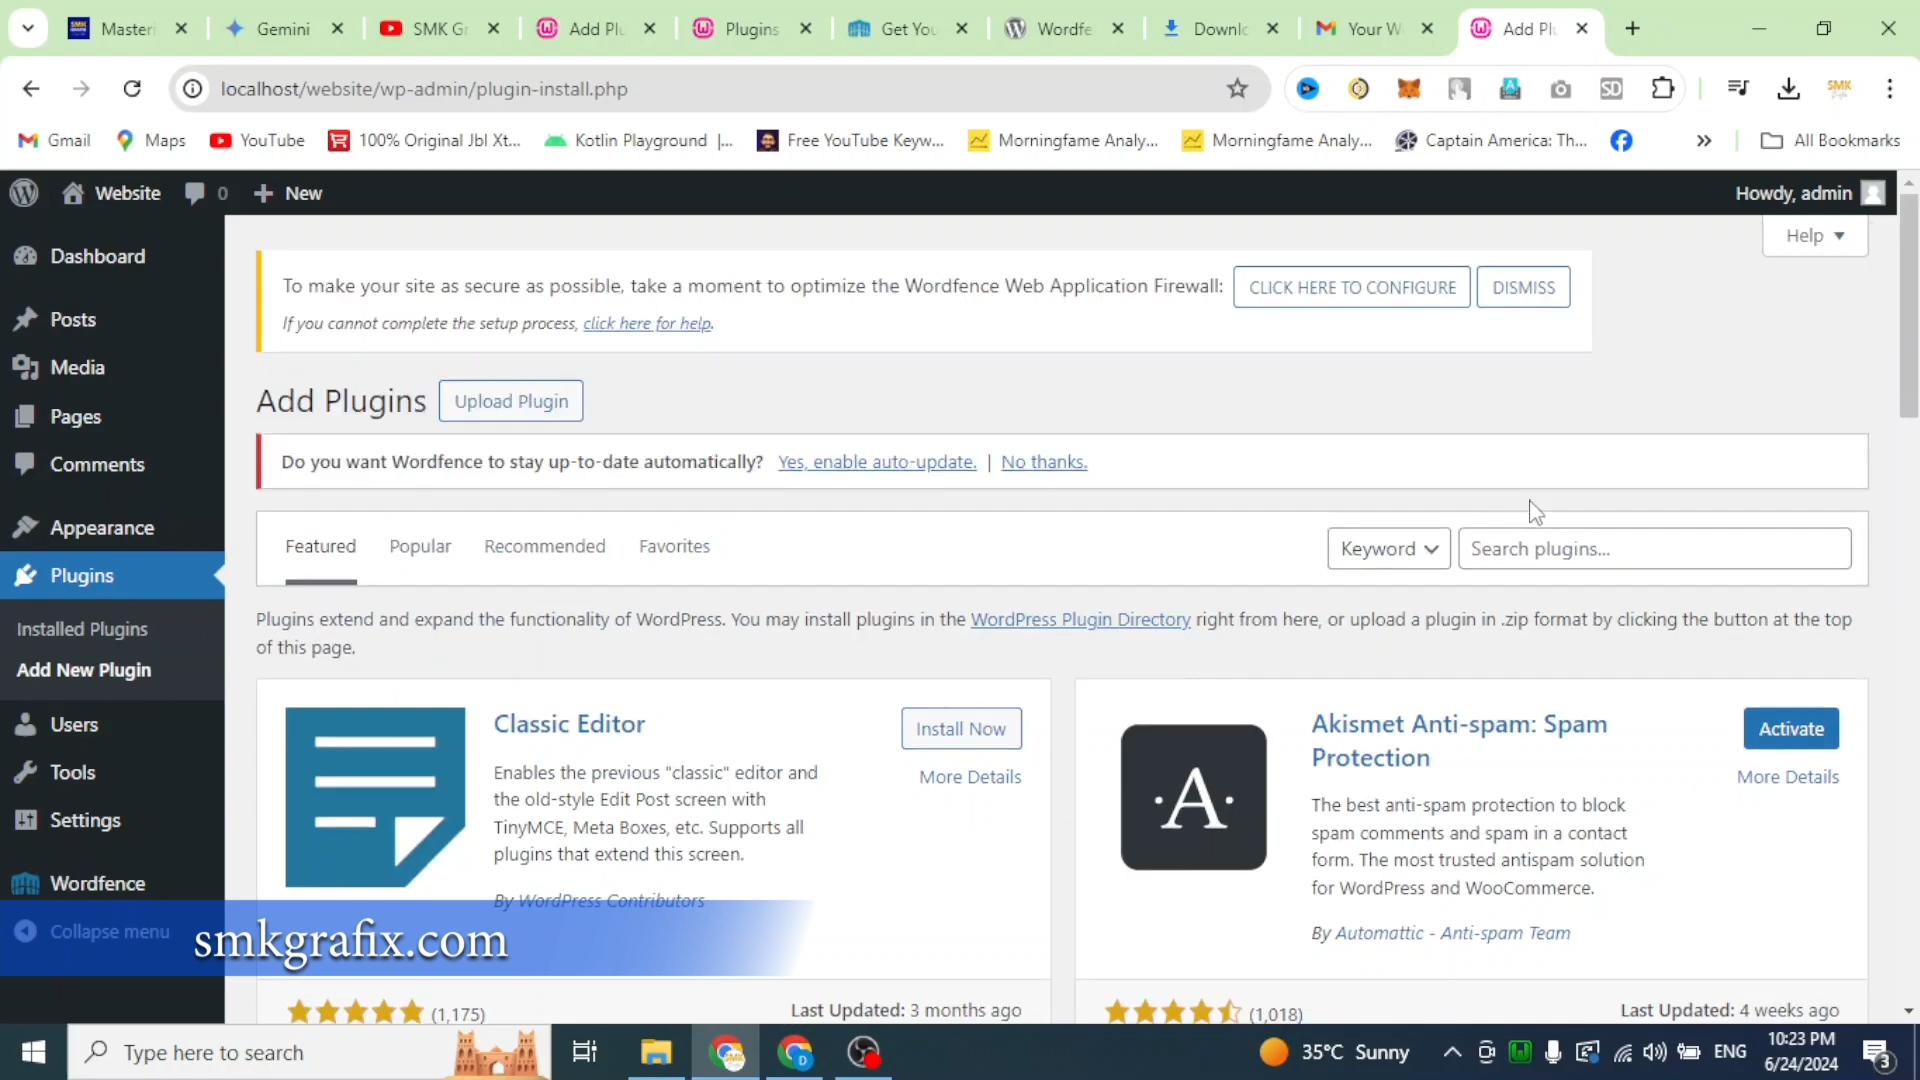 Masteri
Gemini
SMK Gr
Add Plu
Plugins
Get You
Wordfe
Downlo
Your W
Add Plu
localhost/website/wp-admin/plugin-install.php
SD
SMK
Gmail
Maps
YouTube
100% Original Jbl Xt...
Kotlin Playground |...
Free YouTube Keyw...
Morningfame Analy...
Morningfame Analy...
Captain America: Th...
All Bookmarks
Website
0
New
Howdy, admin
Help
Dashboard
Posts
Media
Pages
Comments
Appearance
Plugins
Installed Plugins
Add New Plugin
Users
Tools
Settings
Wordfence
Collapse menu
To make your site as secure as possible, take a moment to optimize the Wordfence Web Application Firewall:
CLICK HERE TO CONFIGURE
DISMISS
If you cannot complete the setup process, click here for help.
Add Plugins
Upload Plugin
Do you want Wordfence to stay up-to-date automatically? Yes, enable auto-update. | No thanks.
Featured
Popular
Recommended
Favorites
Keyword
Search plugins...
Plugins extend and expand the functionality of WordPress. You may install plugins in the WordPress Plugin Directory right from here, or upload a plugin in .zip format by clicking the button at the top
of this page.
Classic Editor
Install Now
More Details
Enables the previous "classic" editor and
the old-style Edit Post screen with
TinyMCE, Meta Boxes, etc. Supports all
plugins that extend this screen.
By WordPress Contributors
(1,175)
Last Updated: 3 months ago
A
Akismet Anti-spam: Spam
Protection
Activate
More Details
The best anti-spam protection to block
spam comments and spam in a contact
form. The most trusted antispam solution
for WordPress and WooCommerce.
By Automattic - Anti-spam Team
(1,018)
Last Updated: 4 weeks ago
smkgrafix.com
Type here to search
35°C Sunny
ENG
10:23 PM
6/24/2024
3